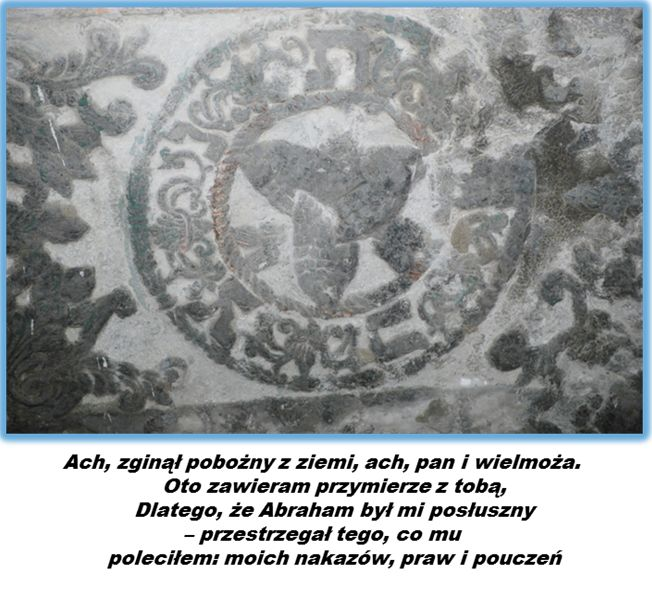 Ach, zginął pobożny z ziemi, ach, pan i wielmoża.
Oto zawieram przymierze z tobą,
Dlatego, że Abraham był mi posłuszny
– przestrzegał tego, co mu
poleciłem: moich nakazów, praw i pouczeń